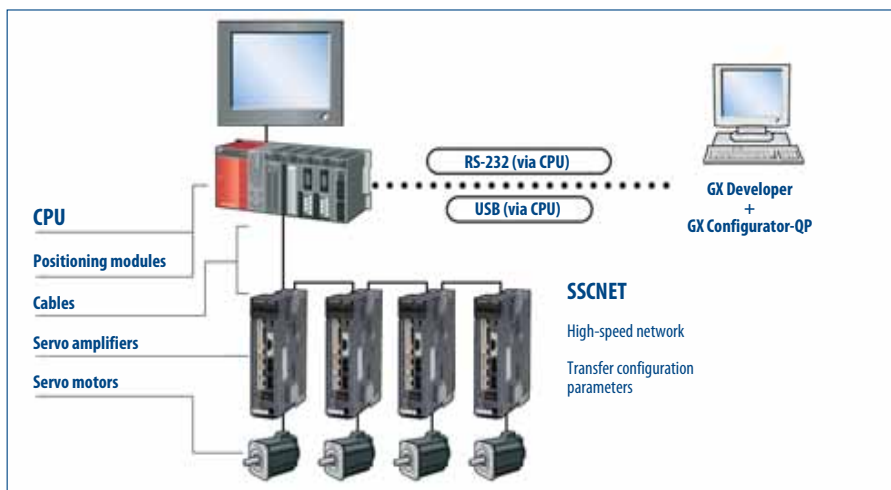 RS-232 (via CPU)
USB (via CPU)
GX Developer
+
GX Configurator-QP
CPU
Positioning modules
Cables
Servo amplifiers
Servo motors
SSCNET
High-speed network
Transfer configuration
parameters